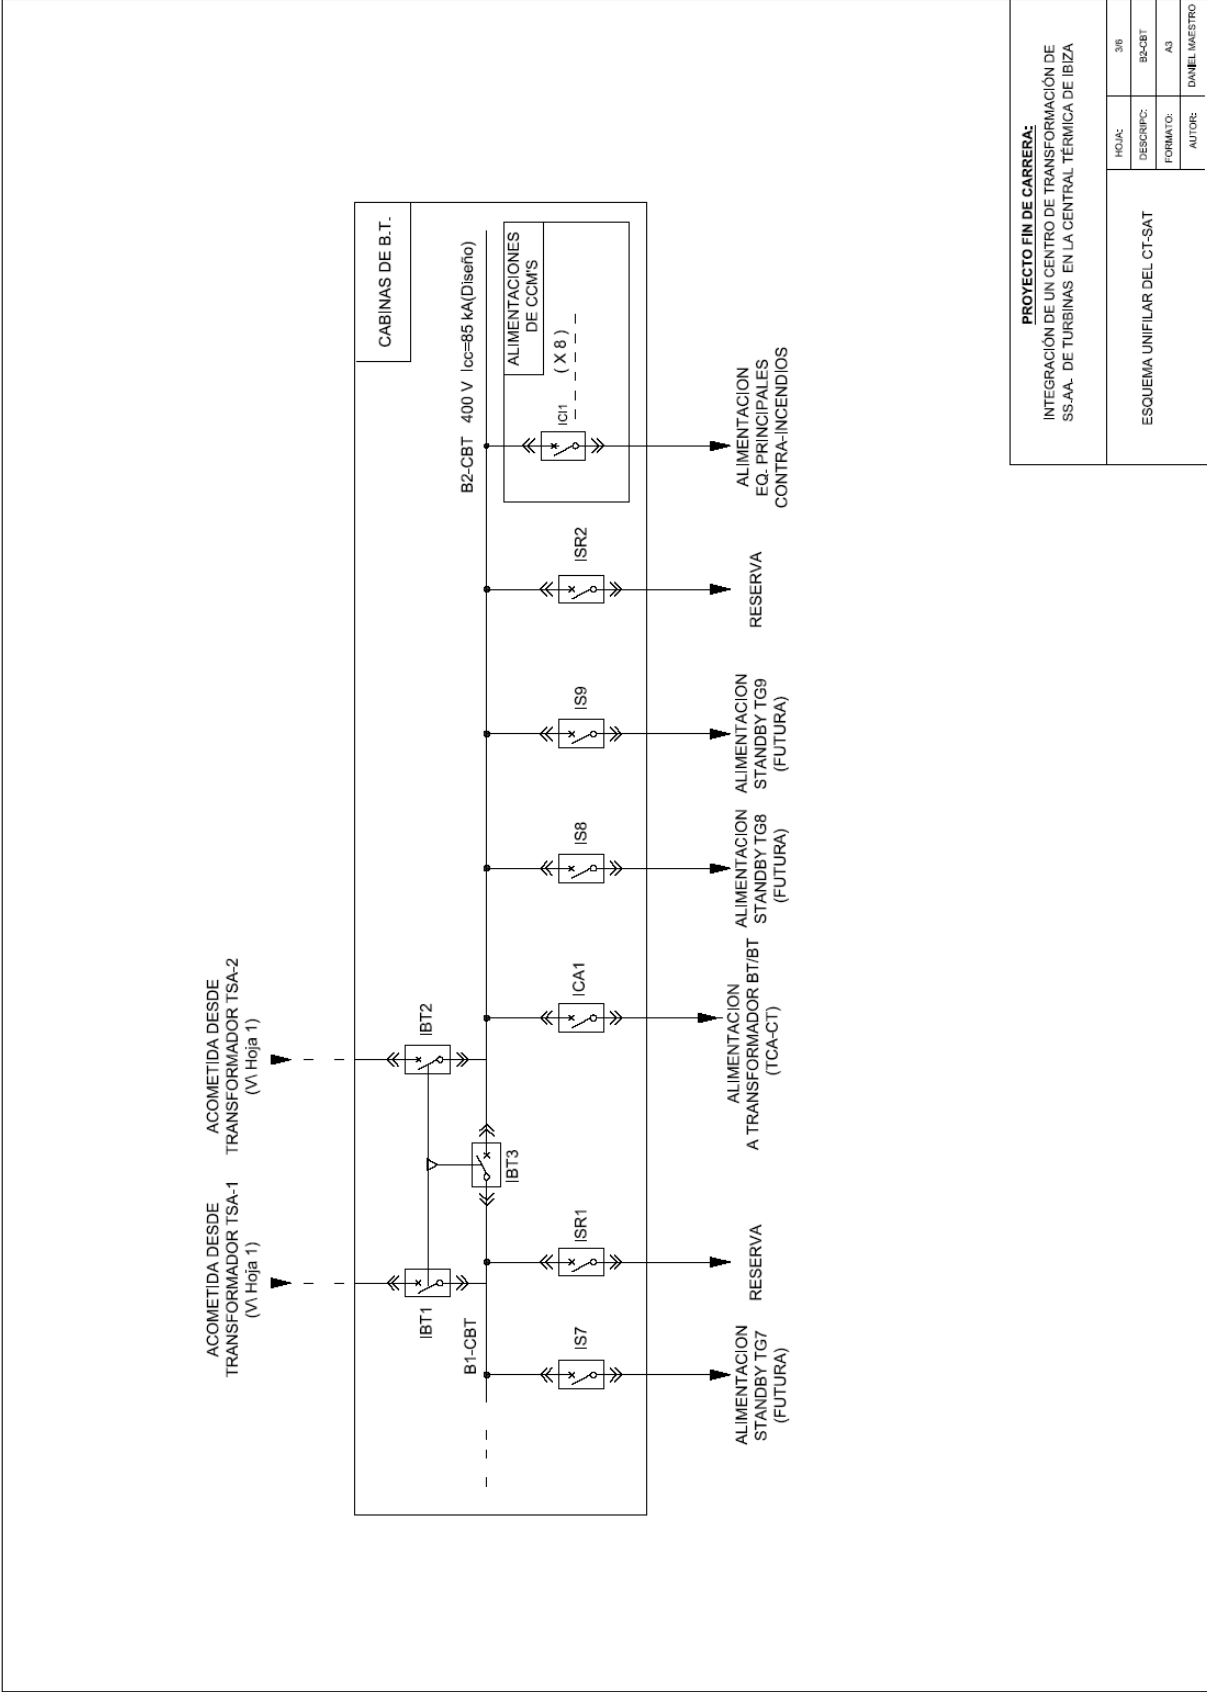 ACOMETIDA DESDE
TRANSFORMADOR TSA-1
(V\ Hoja 1)
ACOMETIDA DESDE
TRANSFORMADOR TSA-2
(V\ Hoja 1)
CABINAS DE B.T.
IBT1
IBT2
B1-CBT
IBT3
B2-CBT 400 V Icc=85 kA(Diseño)
ALIMENTACIONES
DE CCM'S
( X 8 )
IS7
ISR1
ICA1
IS8
IS9
ISR2
ICI1
ALIMENTACION
STANDBY TG7
(FUTURA)
RESERVA
ALIMENTACION
A TRANSFORMADOR BT/BT
(TCA-CT)
ALIMENTACION
STANDBY TG8
(FUTURA)
ALIMENTACION
STANDBY TG9
(FUTURA)
RESERVA
ALIMENTACION
EQ. PRINCIPALES
CONTRA-INCENDIOS
PROYECTO FIN DE CARRERA:
INTEGRACIÓN DE UN CENTRO DE TRANSFORMACIÓN DE
SS.AA. DE TURBINAS EN LA CENTRAL TÉRMICA DE IBIZA
ESQUEMA UNIFILAR DEL CT-SAT
HOJA: 3/6
DESCRIPC: B2-CBT
FORMATO: A3
AUTOR: DANIEL MAESTRO